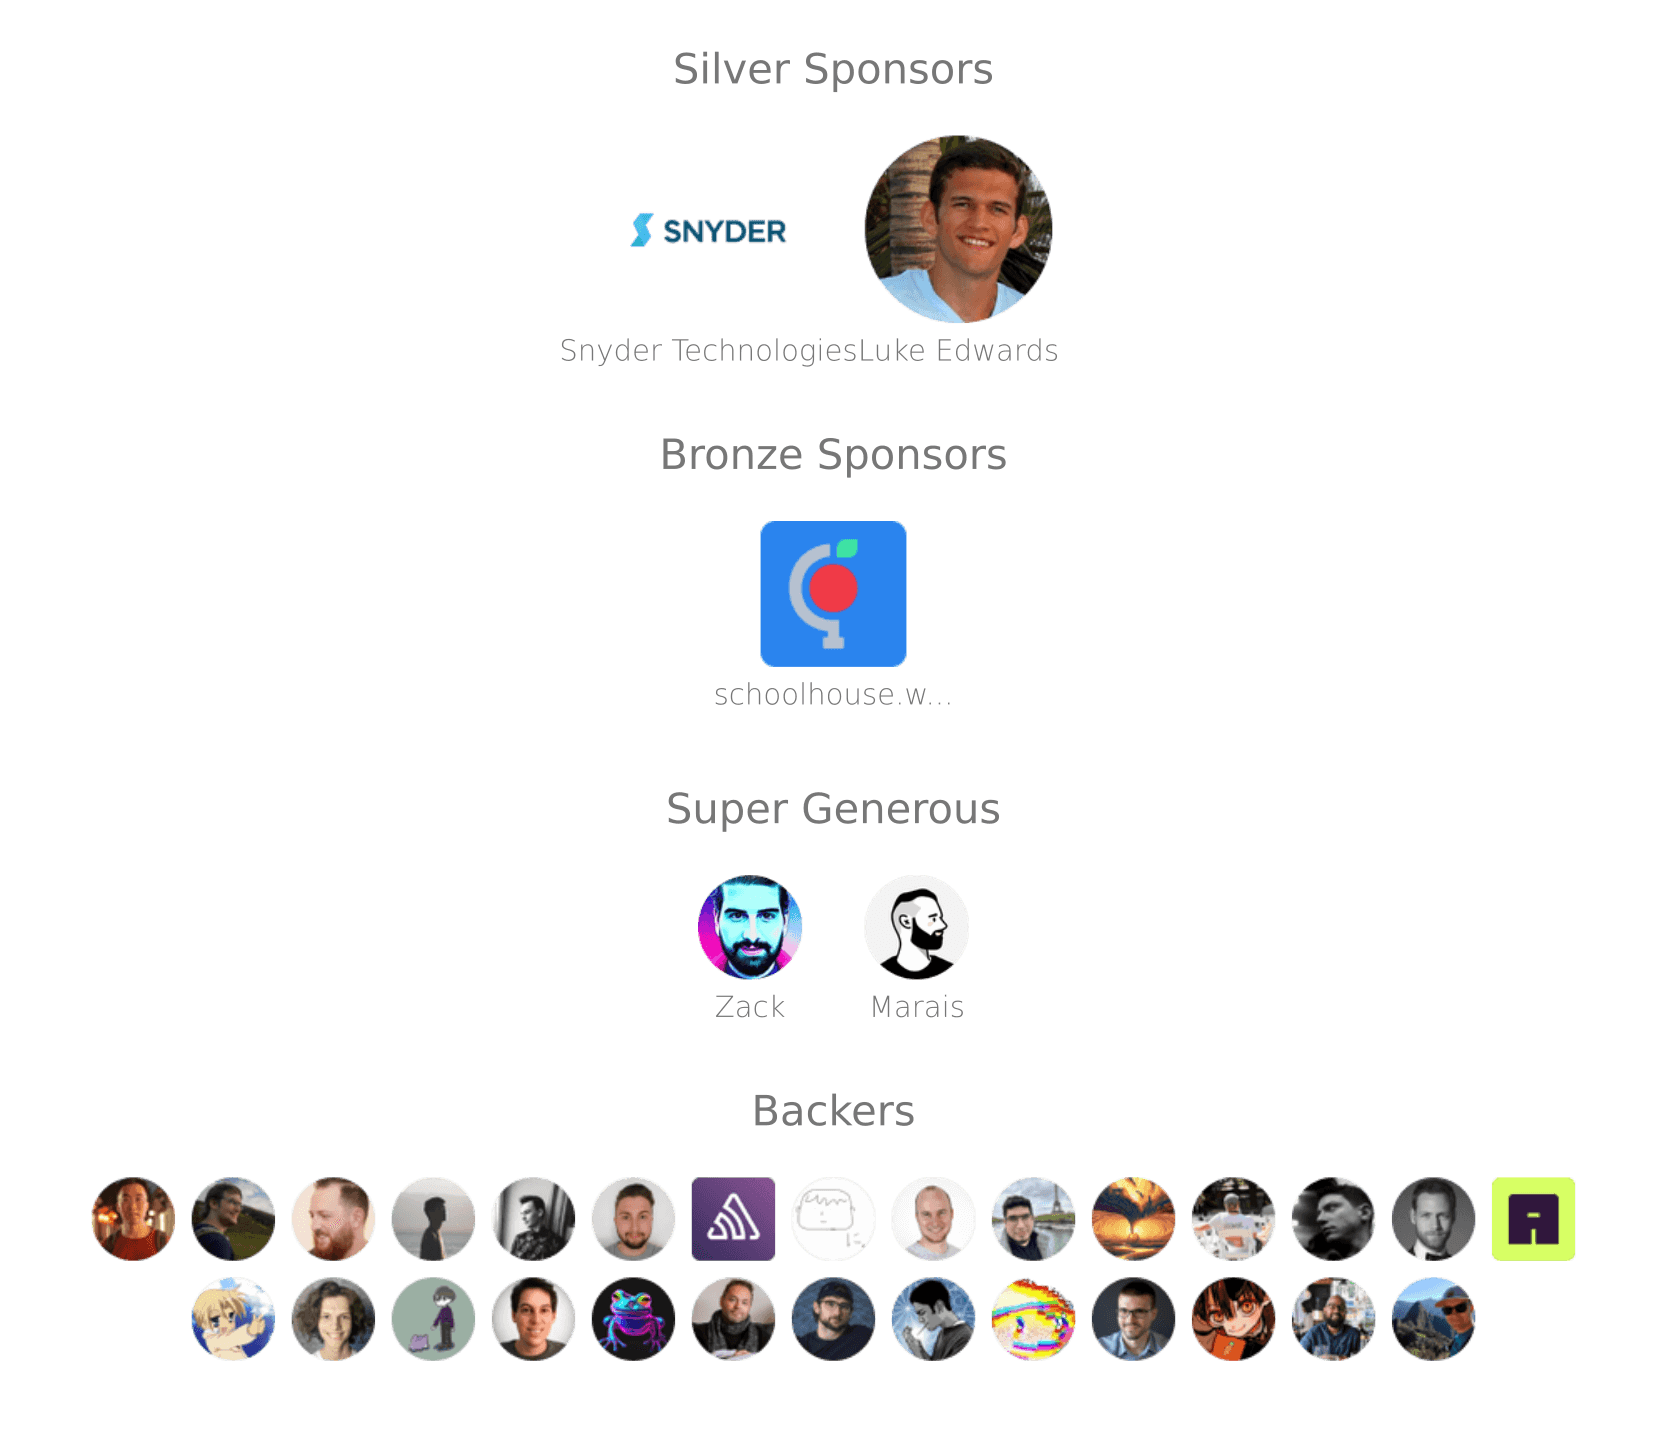 Silver Sponsors
SNYDER
Snyder TechnologiesLuke Edwards
Bronze Sponsors
schoolhouse.w...
Super Generous
Zack Marais
Backers